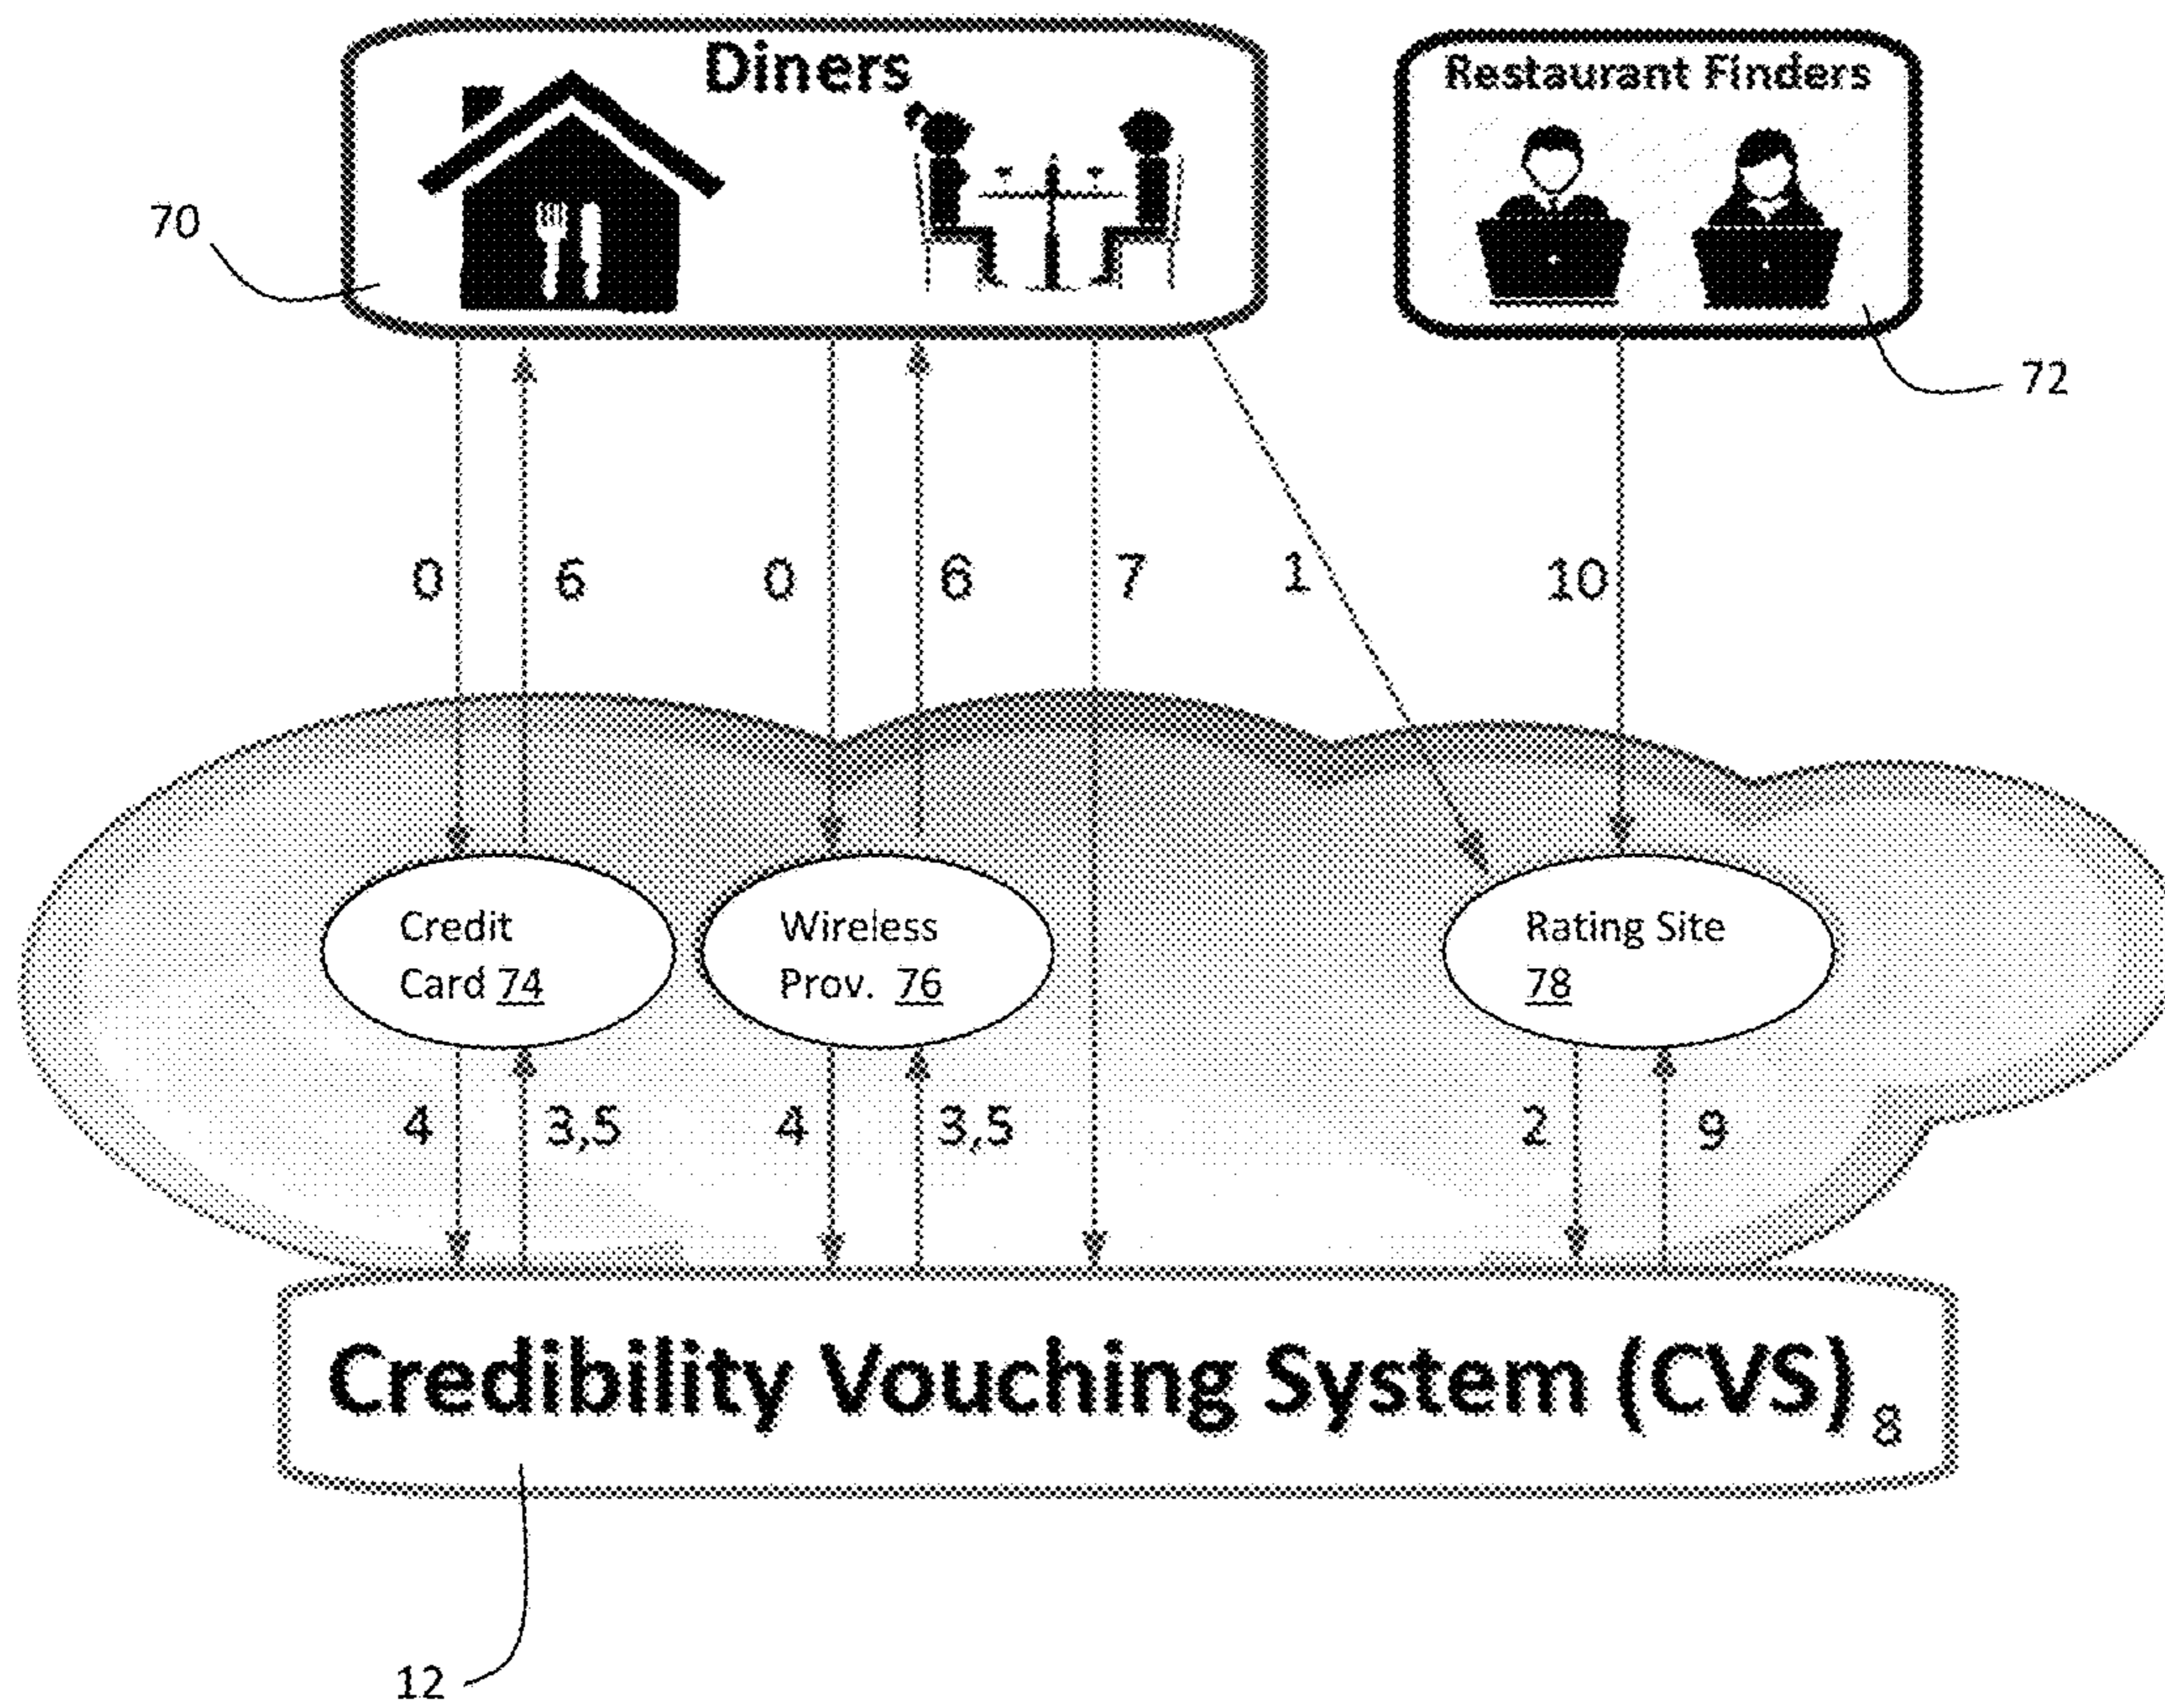 Diners
Restaurant Finders
70
72
0
6
0
6
7
1
10
Credit
Card 74
Wireless
Prov. 76
Rating Site
78
4
3,5
4
3,5
2
9
Credibility Vouching System (CVS)
8
12